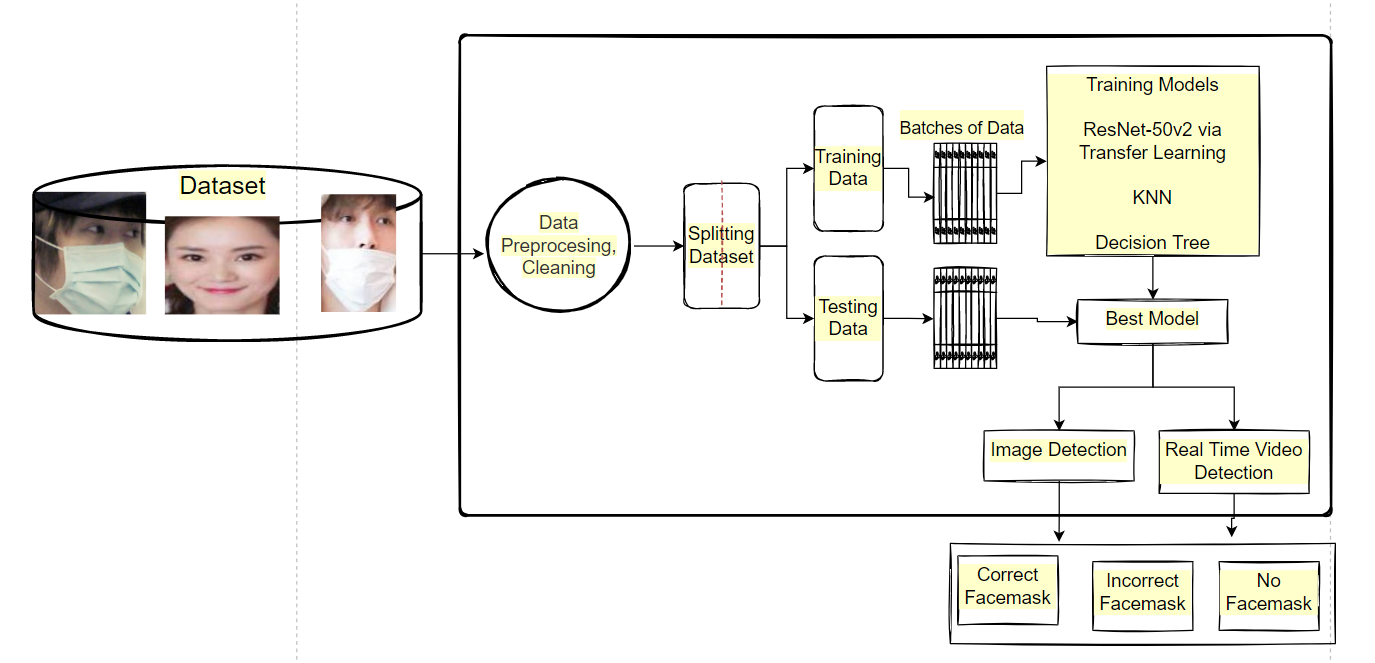 Dataset
Data
Preprocesing,
Cleaning
Splitting
Dataset
Training
Data
Testing
Data
Batches of Data
Training Models
ResNet-50v2 via
Transfer Learning
KNN
Decision Tree
Best Model
Image Detection
Real Time Video
Detection
Correct
Facemask
Incorrect
Facemask
No
Facemask